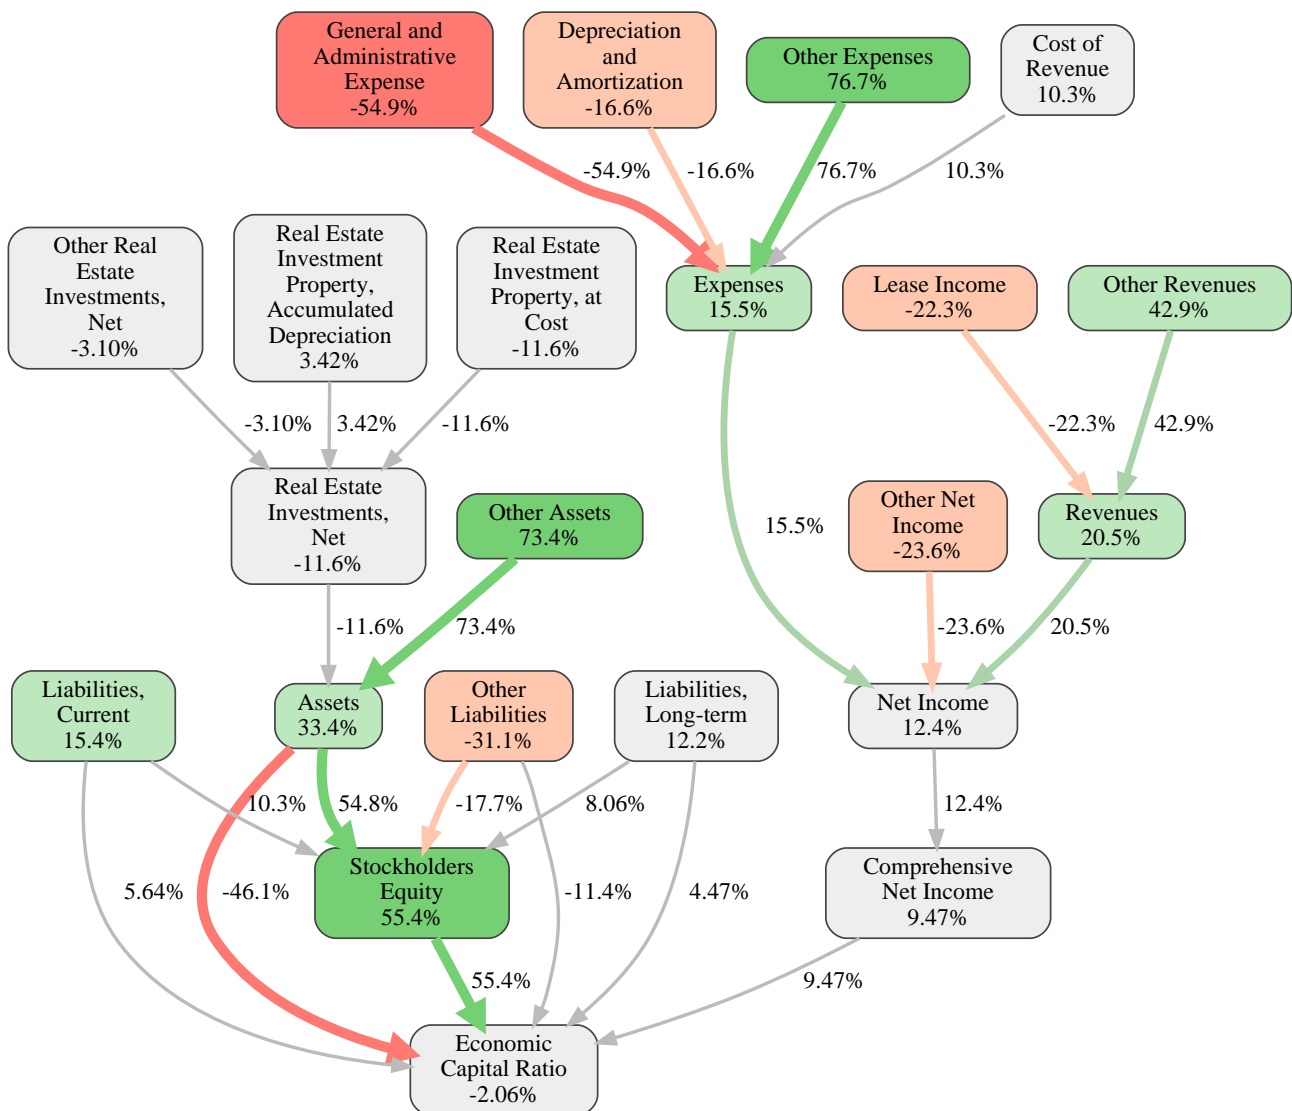 General and
Administrative
Expense
-54.9%
Depreciation
and
Amortization
-16.6%
Other Expenses
76.7%
Cost of
Revenue
10.3%
-54.9%
-16.6%
76.7%
10.3%
Other Real
Estate
Investments,
Net
-3.10%
Real Estate
Investment
Property,
Accumulated
Depreciation
3.42%
Real Estate
Investment
Property, at
Cost
-11.6%
Expenses
15.5%
Lease Income
-22.3%
Other Revenues
42.9%
-3.10%
3.42%
-11.6%
-22.3%
42.9%
Real Estate
Investments,
Net
-11.6%
Other Assets
73.4%
15.5%
Other Net
Income
-23.6%
Revenues
20.5%
-11.6%
73.4%
-23.6%
20.5%
Liabilities,
Current
15.4%
Assets
33.4%
Other
Liabilities
-31.1%
Liabilities,
Long-term
12.2%
Net Income
12.4%
10.3%
54.8%
-17.7%
8.06%
12.4%
5.64%
-46.1%
Stockholders
Equity
55.4%
-11.4%
4.47%
Comprehensive
Net Income
9.47%
55.4%
9.47%
Economic
Capital Ratio
-2.06%